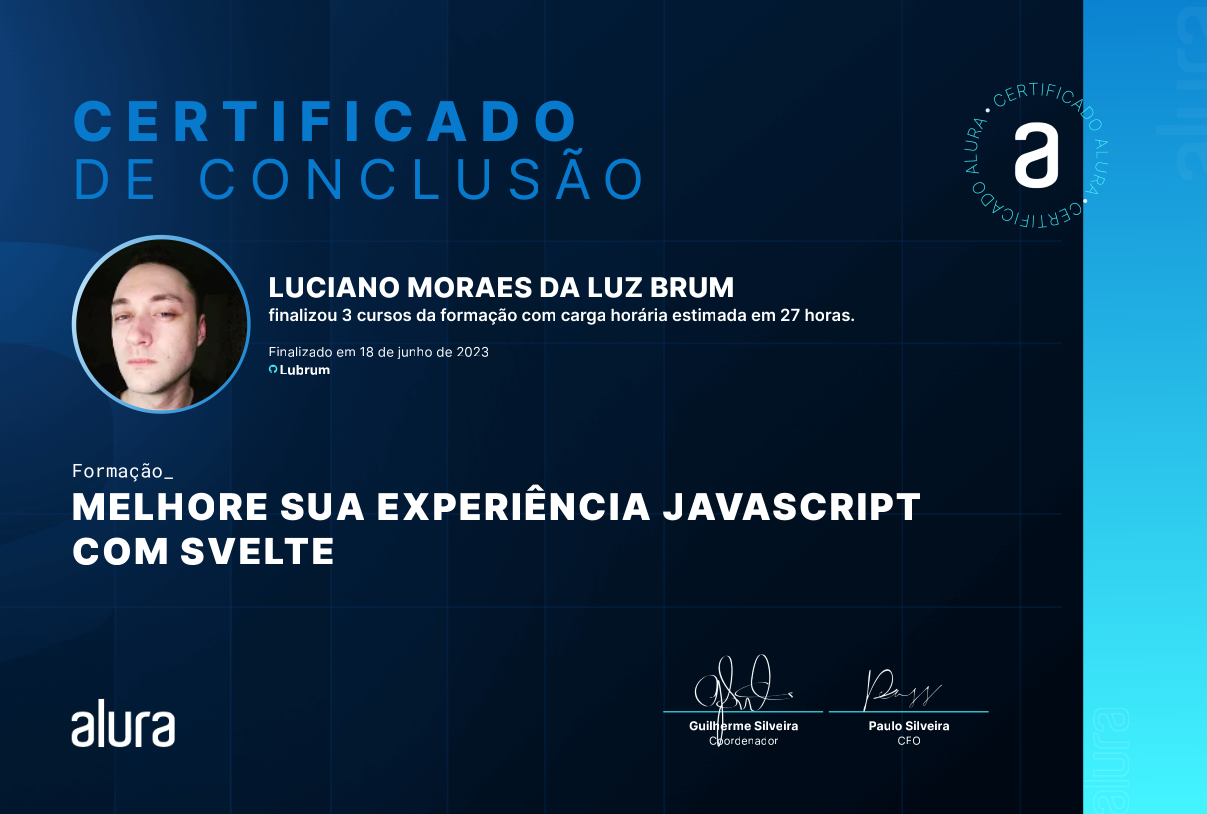 CERTIFICADO
DE CONCLUSÃO
CERTIFICADO ALURA • CERTIFICADO ALURA •
a
alura
LUCIANO MORAES DA LUZ BRUM
finalizou 3 cursos da formação com carga horária estimada em 27 horas.
Finalizado em 18 de junho de 2023
Lubrum
Formação_
MELHORE SUA EXPERIÊNCIA JAVASCRIPT
COM SVELTE
alura
Guilherme Silveira
Coordenador
Paulo Silveira
CFO
alura